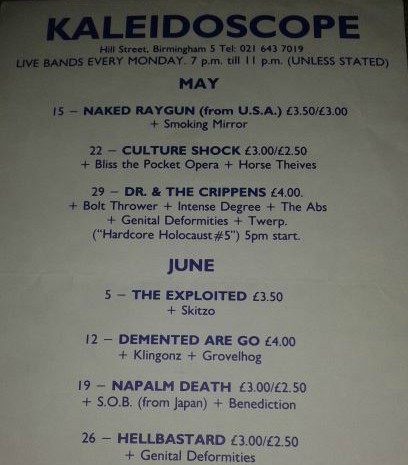 KALEIDOSCOPE
Hill Street, Birmingham 5 Tel: 021 643 7019
LIVE BANDS EVERY MONDAY. 7 p.m. till 11 p.m. (UNLESS STATED)
MAY
15 – NAKED RAYGUN (from U.S.A.) £3.50/£3.00
+ Smoking Mirror
22 – CULTURE SHOCK £3.00/£2.50
+ Bliss the Pocket Opera + Horse Theives
29 – DR. & THE CRIPPENS £4.00.
+ Bolt Thrower + Intense Degree + The Abs
+ Genital Deformities + Twerp.
("Hardcore Holocaust #5") 5pm start.
JUNE
5 – THE EXPLOITED £3.50
+ Skitzo
12 – DEMENTED ARE GO £4.00
+ Klingonz + Grovelhog
19 – NAPALM DEATH £3.00/£2.50
+ S.O.B. (from Japan) + Benediction
26 – HELLBASTARD £3.00/£2.50
+ Genital Deformities